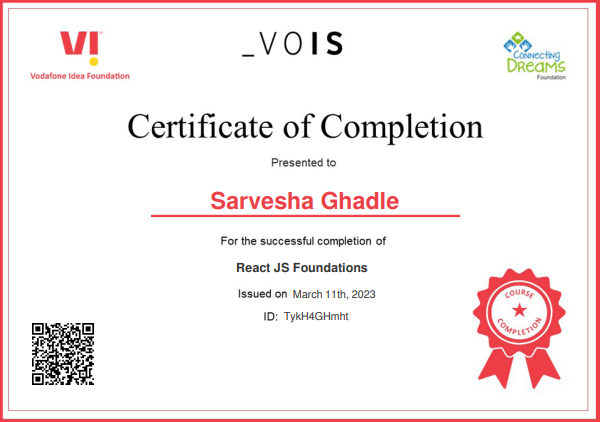 VI
Vodafone Idea Foundation
_VOIS
Connecting
Dreams
Foundation
Certificate of Completion
Presented to
Sarvesha Ghadle
For the successful completion of
React JS Foundations
Issued on March 11th, 2023
ID: TykH4GHmht
COURSE
COMPLETION